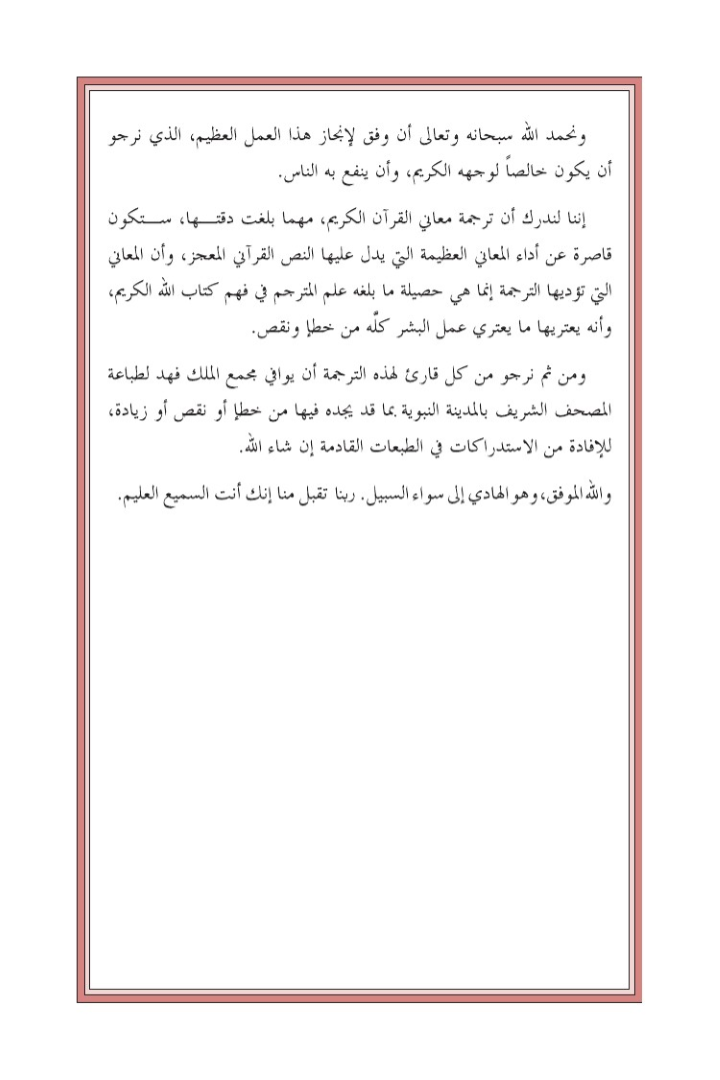 ونحمد الله سبحانه وتعالى أن وفق لإنجاز هذا العمل العظيم، الذي نرجو
أن يكون خالصاً لوجهه الكريم، وأن ينفع به الناس.
إننا لندرك أن ترجمة معاني القرآن الكريم، مهما بلغت دقتـــها، ستكون
قاصرة عن أداء المعاني العظيمة التي يدل عليها النص القرآني المعجز، وأن المعاني
التي تؤديها الترجمة إنما هي حصيلة ما بلغه علم المترجم في فهم كتاب الله الكريم،
وأنه يعتريها ما يعتري عمل البشر كلّه من خطإ ونقص.
ومن ثم نرجو من كل قارئ لهذه الترجمة أن يوافي مجمع الملك فهد لطباعة
المصحف الشريف بالمدينة النبوية بما قد يجده فيها من خطإ أو نقص أو زيادة،
للإفادة من الاستدراكات في الطبعات القادمة إن شاء الله.
والله الموفق، وهو الهادي إلى سواء السبيل. ربنا تقبل منا إنك أنت السميع العليم.